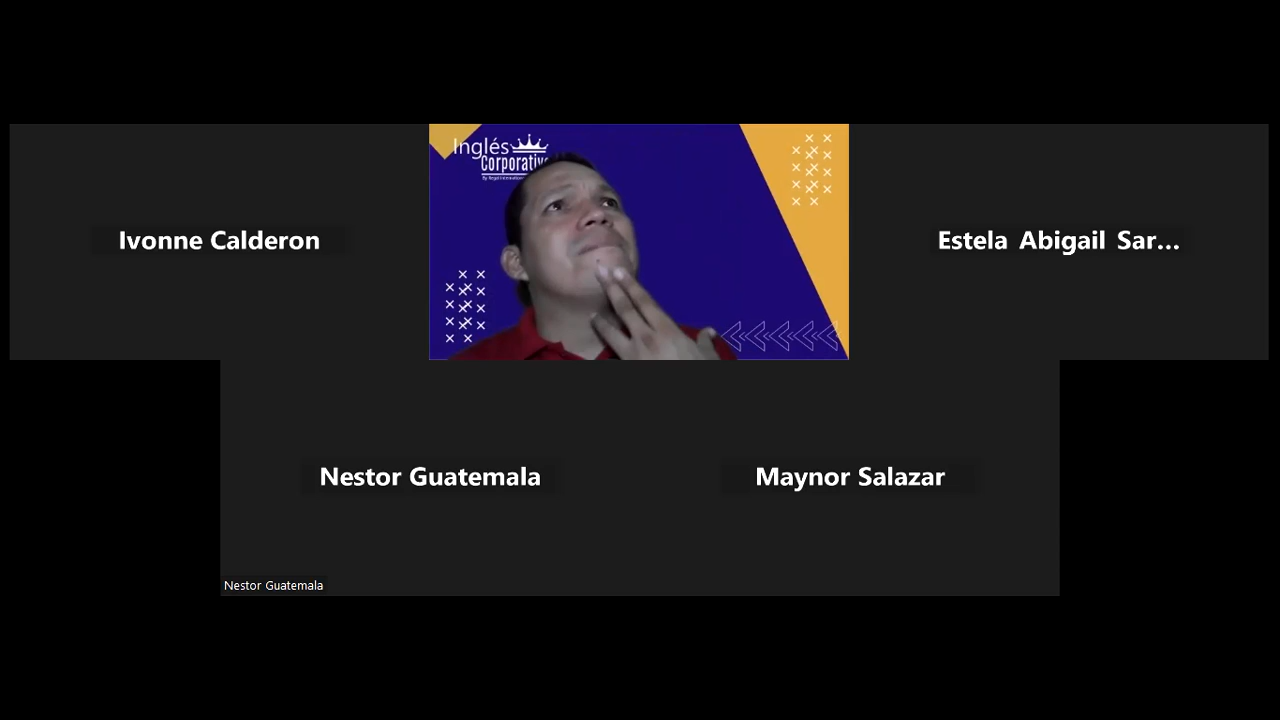 Ivonne Calderon
Inglés
Corporativo
Estela Abigail Sar...
Nestor Guatemala
Maynor Salazar
Nestor Guatemala